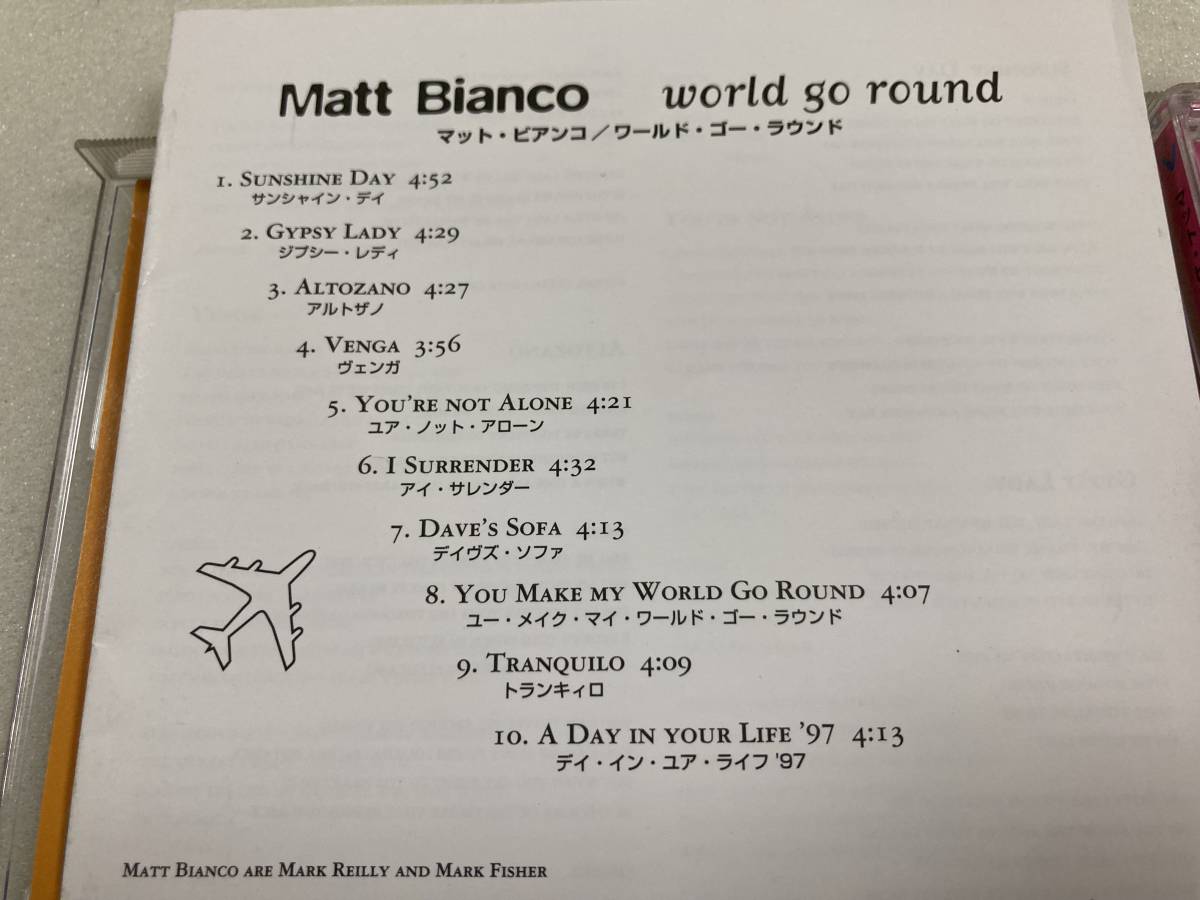 Matt Bianco world go round
マット・ビアンコ／ワールド・ゴー・ラウンド
1. SUNSHINE DAY 4:52
サンシャイン・デイ
2. GYPSY LADY 4:29
ジプシー・レディ
3. ALTOZANO 4:27
アルトザノ
4. VENGA 3:56
ヴェンガ
5. YOU'RE NOT ALONE 4:21
ユア・ノット・アローン
6. I SURRENDER 4:32
アイ・サレンダー
7. DAVE'S SOFA 4:13
デイヴズ・ソファ
8. YOU MAKE MY WORLD GO ROUND 4:07
ユー・メイク・マイ・ワールド・ゴー・ラウンド
9. TRANQUILO 4:09
トランキィロ
10. A DAY IN YOUR LIFE '97 4:13
デイ・イン・ユア・ライフ '97
MATT BIANCO ARE MARK REILLY AND MARK FISHER